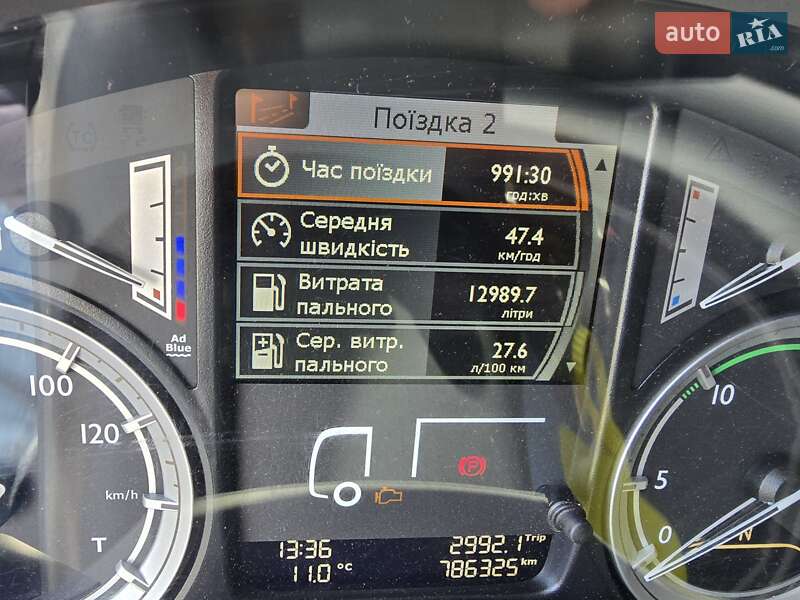 auto RIA .com
Поїздка 2
Час поїздки 991:30
год:хв
Середня
швидкість 47.4
км/год
Витрата
пального 12989.7
літри
Сер. витр.
пального 27.6
л/100 км
Ad
Blue
100
120
km/h
T
10
5
0
N
P
13:36 2992.1 Trip
11.0 °C 786325 km